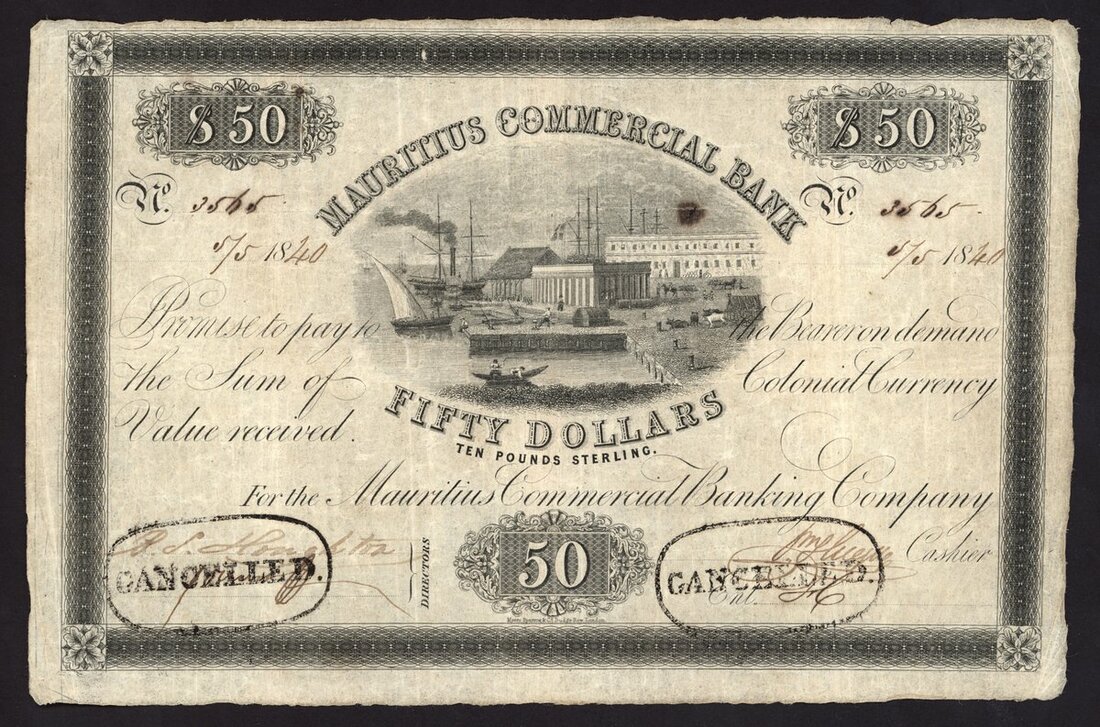 $ 50
$ 50
MAURITIUS COMMERCIAL BANK
No. 3565.
No. 3565.
5/5 1840
5/5 1840
Promise to pay to the Bearer on demand
the Sum of FIFTY DOLLARS Colonial Currency
Value received.
TEN POUNDS STERLING.
For the Mauritius Commercial Banking Company
CANCELLED.
DIRECTORS
50
CANCELLED.
Cashier
Ent.